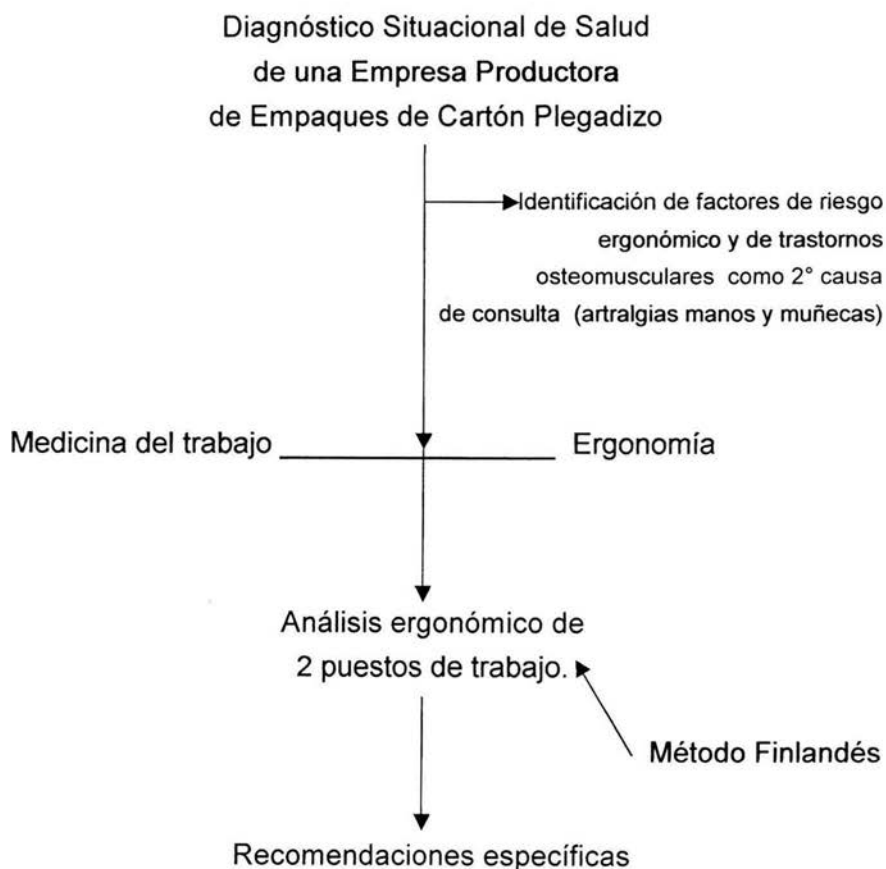 Diagnóstico Situacional de Salud
de una Empresa Productora
de Empaques de Cartón Plegadizo
Identificación de factores de riesgo
ergonómico y de trastornos
osteomusculares como 2° causa
de consulta (artralgias manos y muñecas)
Medicina del trabajo
Ergonomía
Análisis ergonómico de
2 puestos de trabajo.
Método Finlandés
Recomendaciones específicas